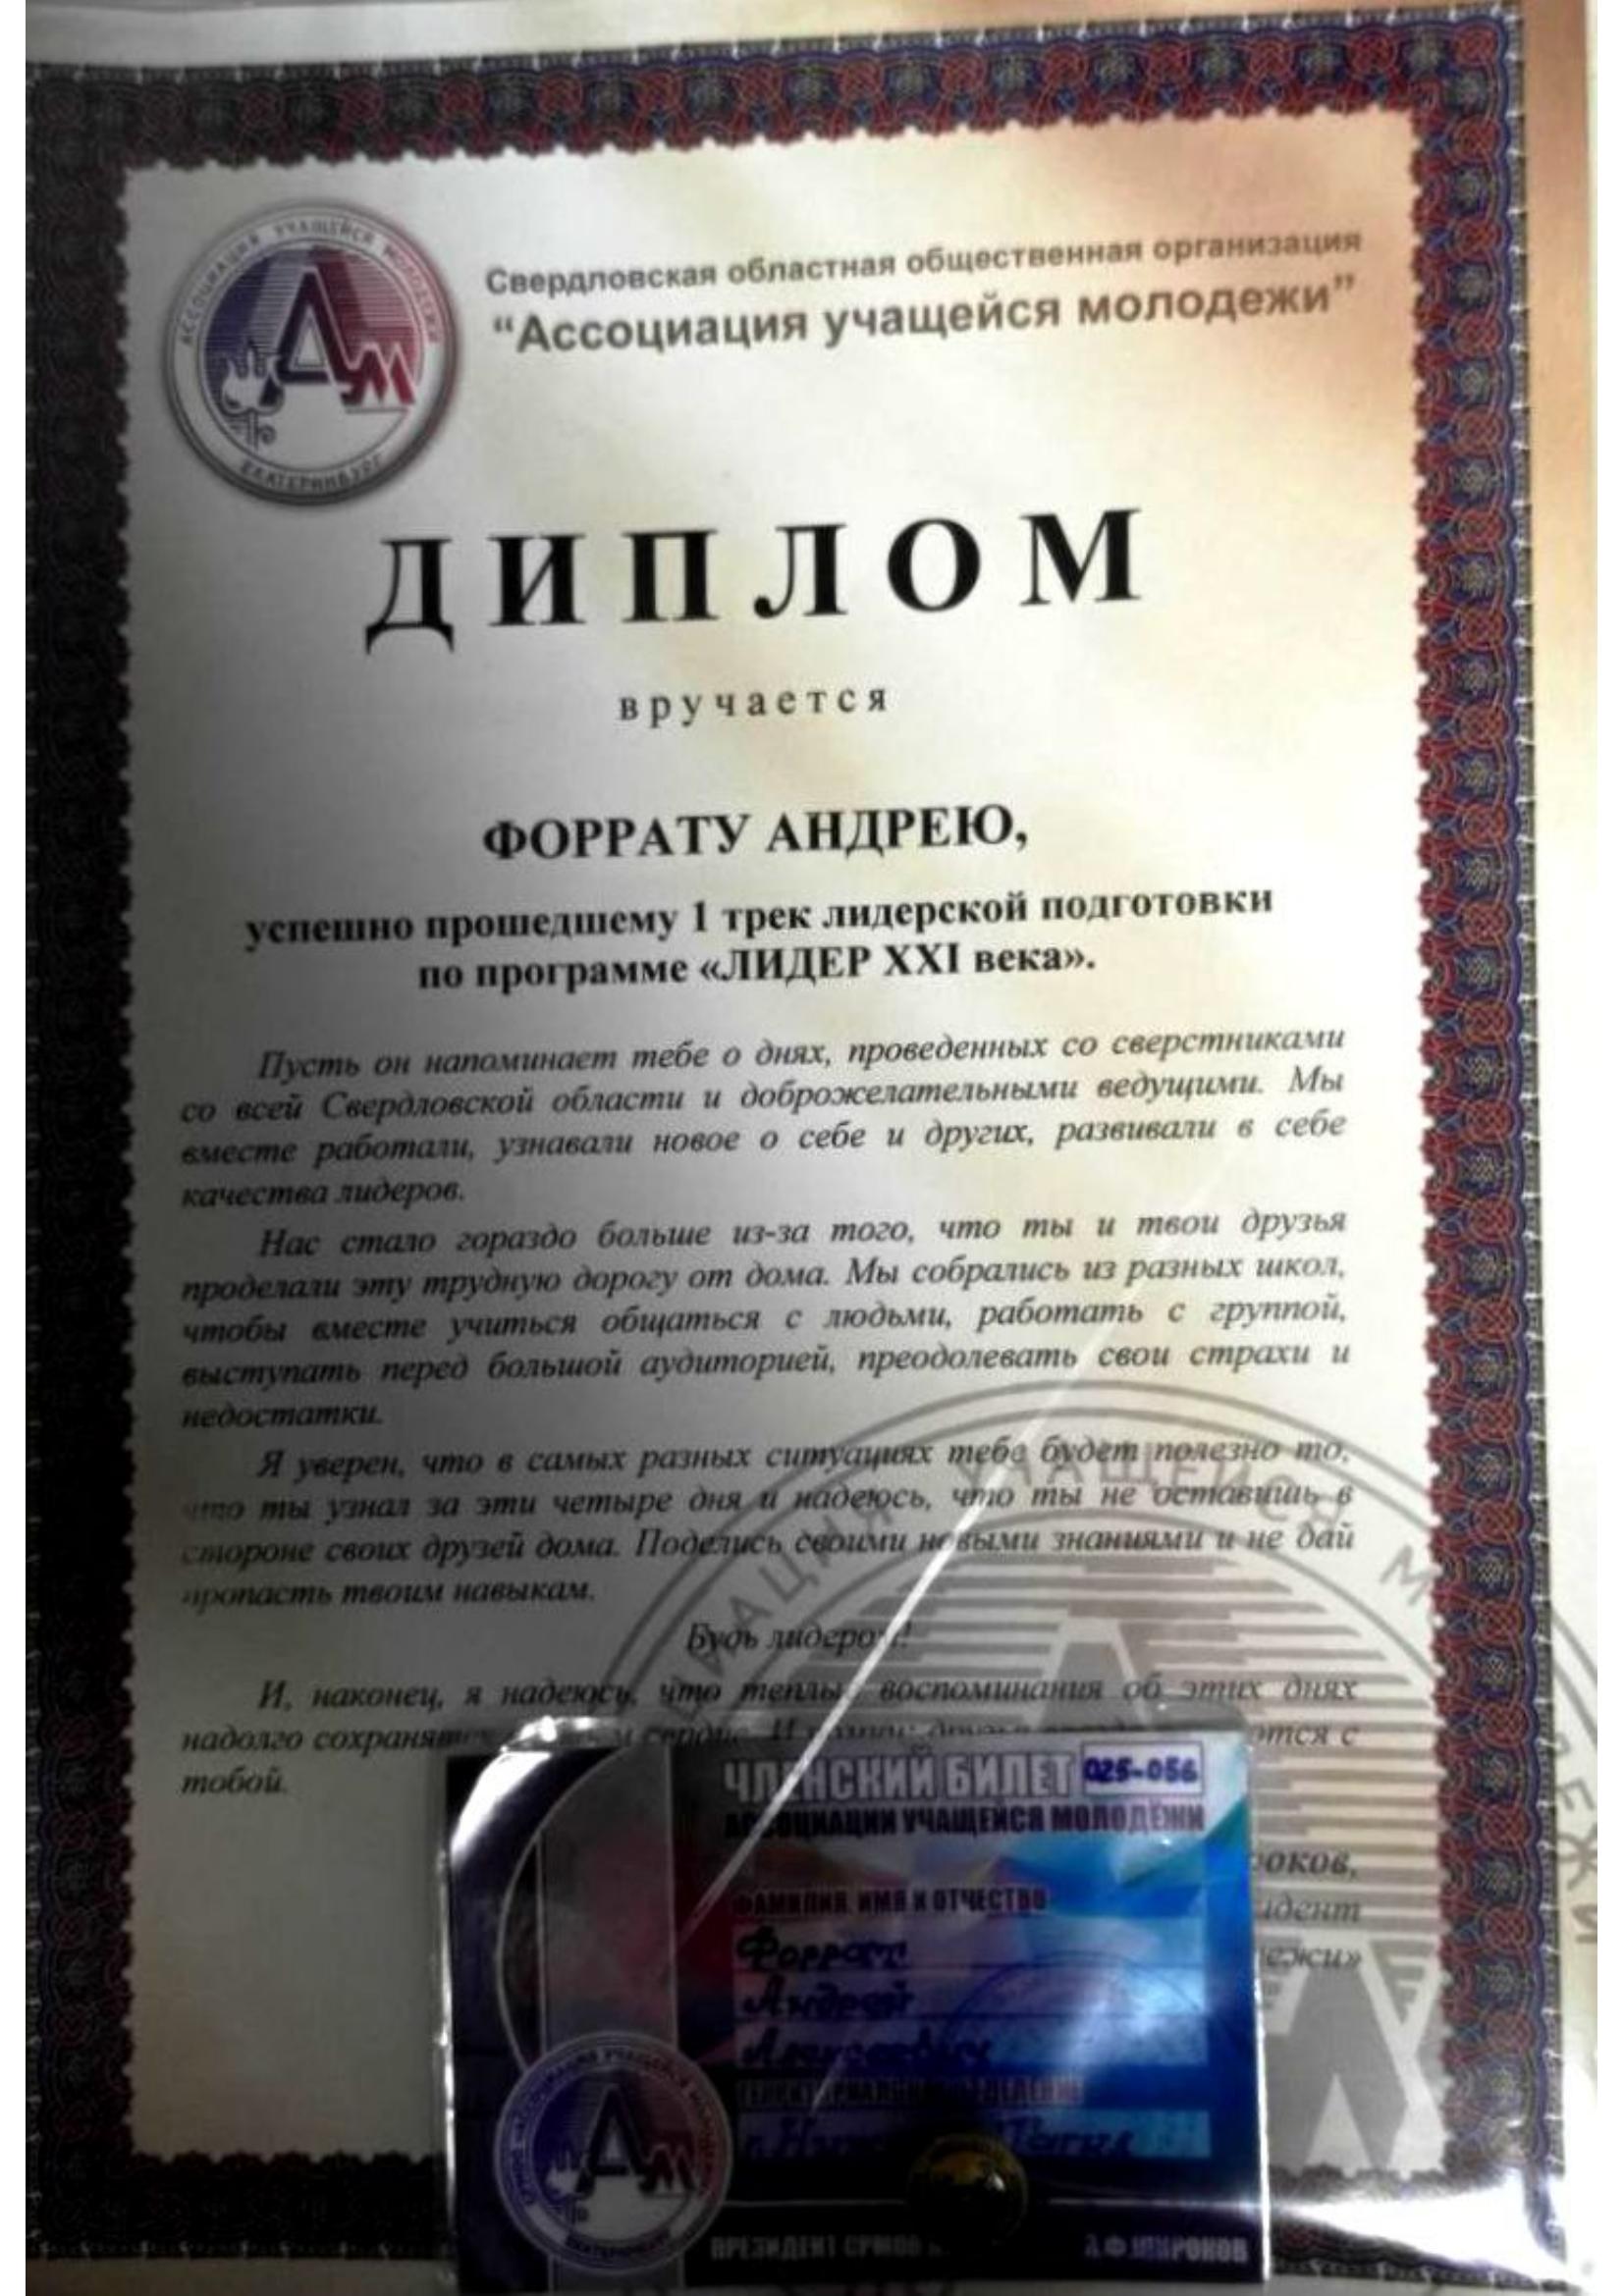 АССОЦИАЦИЯ УЧАЩЕЙСЯ МОЛОДЕЖИ
ЕКАТЕРИНБУРГ
Свердловская областная общественная организация
“Ассоциация учащейся молодежи”
ДИПЛОМ
вручается
ФОРРАТУ АНДРЕЮ,
успешно прошедшему 1 трек лидерской подготовки
по программе «ЛИДЕР XXI века».
Пусть он напоминает тебе о днях, проведенных со сверстниками
со всей Свердловской области и доброжелательными ведущими. Мы
вместе работали, узнавали новое о себе и других, развивали в себе
качества лидеров.
Нас стало гораздо больше из-за того, что ты и твои друзья
проделали эту трудную дорогу от дома. Мы собрались из разных школ,
чтобы вместе учиться общаться с людьми, работать с группой,
выступать перед большой аудиторией, преодолевать свои страхи и
недостатки.
Я уверен, что в самых разных ситуациях тебе будет полезно то,
что ты узнал за эти четыре дня и надеюсь, что ты не оставишь в
стороне своих друзей дома. Поделись своими новыми знаниями и не дай
пропасть твоим навыкам.
Будь лидером!
И, наконец, я надеюсь, что теплые воспоминания об этих днях
надолго с
тобой.
ЧЛЕНСКИЙ БИЛЕТ 025-056
АССОЦИАЦИИ УЧАЩЕЙСЯ МОЛОДЁЖИ
ФАМИЛИЯ, ИМЯ И ОТЧЕСТВО
Форрат
Андрей
Алексеевич
ПРЕЗИДЕНТ